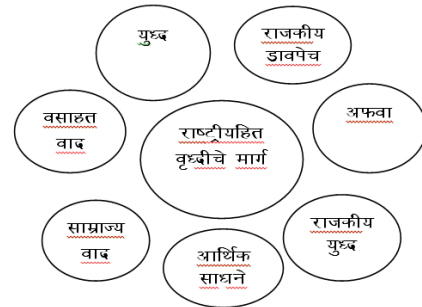 युध्द
राजकीय
डावपेच
अफवा
वसाहत
वाद
राष्ट्रीयहित
वृध्दीचे मार्ग
साम्राज्य
वाद
आर्थिक
साधने
राजकीय
युध्द